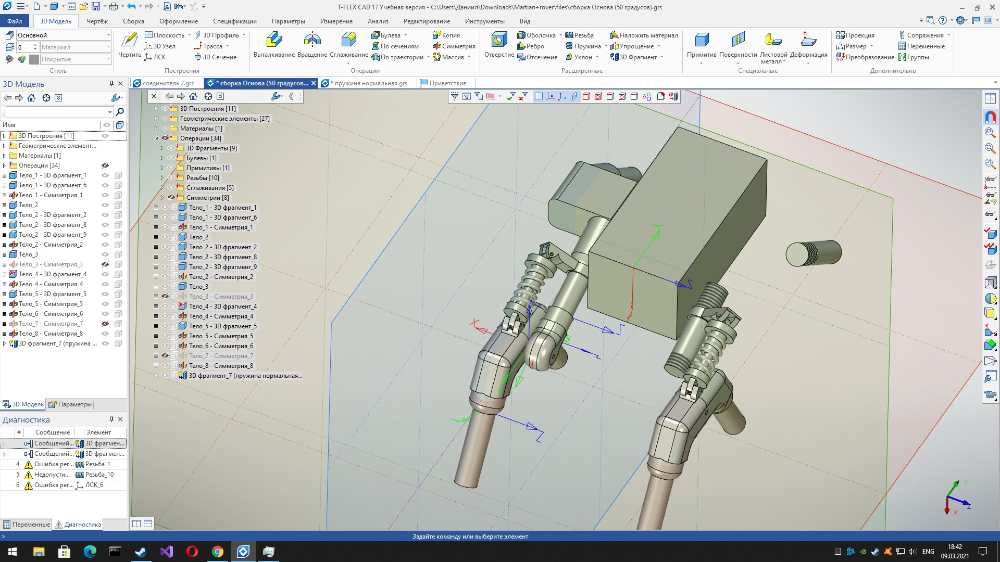 T-FLEX CAD 17 Учебная версия - C:\Users\Даниил\Downloads\Martian+rover\files\сборка Основа (50 градусов).grs
Файл 3D Модель Чертёж Сборка Оформление Спецификации Параметры Измерение Анализ Редактирование Инструменты Вид
Основной
0 Материал
Покрытие
Стиль
Чертить
Плоскость
3D Узел
ЛСК
3D Профиль
Трасса
3D Сечение
Построения
Выталкивание Вращение Сглаживание
Булева
По сечениям
По траектории
Копия
Симметрия
Массив
Операции
Отверстие
Оболочка
Ребро
Отсечение
Резьба
Пружина
Уклон
Наложить материал
Упрощение
3D Фрагмент
Расширенные
Примитив Поверхности Листовой металл Деформация
Специальные
Проекция
Размер
Преобразование
Сопряжения
Переменные
Группы
Дополнительно
соединитель 2.grs
* сборка Основа (50 градусов...
* пружина нормальная.grs
Приветствие
3D Модель
Имя
3D Построения [11]
Геометрические элемент...
Материалы [1]
Операции [34]
Тело_1 - 3D фрагмент_1
Тело_1 - 3D фрагмент_6
Тело_1 - Симметрия_1
Тело_2
Тело_2 - 3D фрагмент_2
Тело_2 - 3D фрагмент_8
Тело_2 - 3D фрагмент_9
Тело_2 - Симметрия_2
Тело_3
Тело_3 - Симметрия_3
Тело_4 - 3D фрагмент_4
Тело_4 - Симметрия_4
Тело_5 - 3D фрагмент_5
Тело_5 - Симметрия_5
Тело_6 - Симметрия_6
Тело_7 - Симметрия_7
Тело_8 - Симметрия_8
3D фрагмент_7 (пружина ...
3D Модель Параметры
Диагностика
# Сообщение Элемент
Сообщений... 3D фрагмен...
Сообщений... 3D фрагмен...
4 Ошибка рег... Резьба_1
5 Недопусти... Резьба_10
6 Ошибка рег... ЛСК_6
Переменные Диагностика
3D Построения [11]
Геометрические элементы [27]
Материалы [1]
Операции [34]
3D Фрагменты [9]
Булевы [1]
Примитивы [1]
Резьбы [10]
Сглаживания [5]
Симметрии [8]
Тело_1 - 3D фрагмент_1
Тело_1 - 3D фрагмент_6
Тело_1 - Симметрия_1
Тело_2
Тело_2 - 3D фрагмент_2
Тело_2 - 3D фрагмент_8
Тело_2 - 3D фрагмент_9
Тело_2 - Симметрия_2
Тело_3
Тело_3 - Симметрия_3
Тело_4 - 3D фрагмент_4
Тело_4 - Симметрия_4
Тело_5 - 3D фрагмент_5
Тело_5 - Симметрия_5
Тело_6 - Симметрия_6
Тело_7 - Симметрия_7
Тело_8 - Симметрия_8
3D фрагмент_7 (пружина нормальная...
X
Z
Z
Z
Z
Y
Z
X
> Задайте команду или выберите элемент
ENG
18:42
09.03.2021